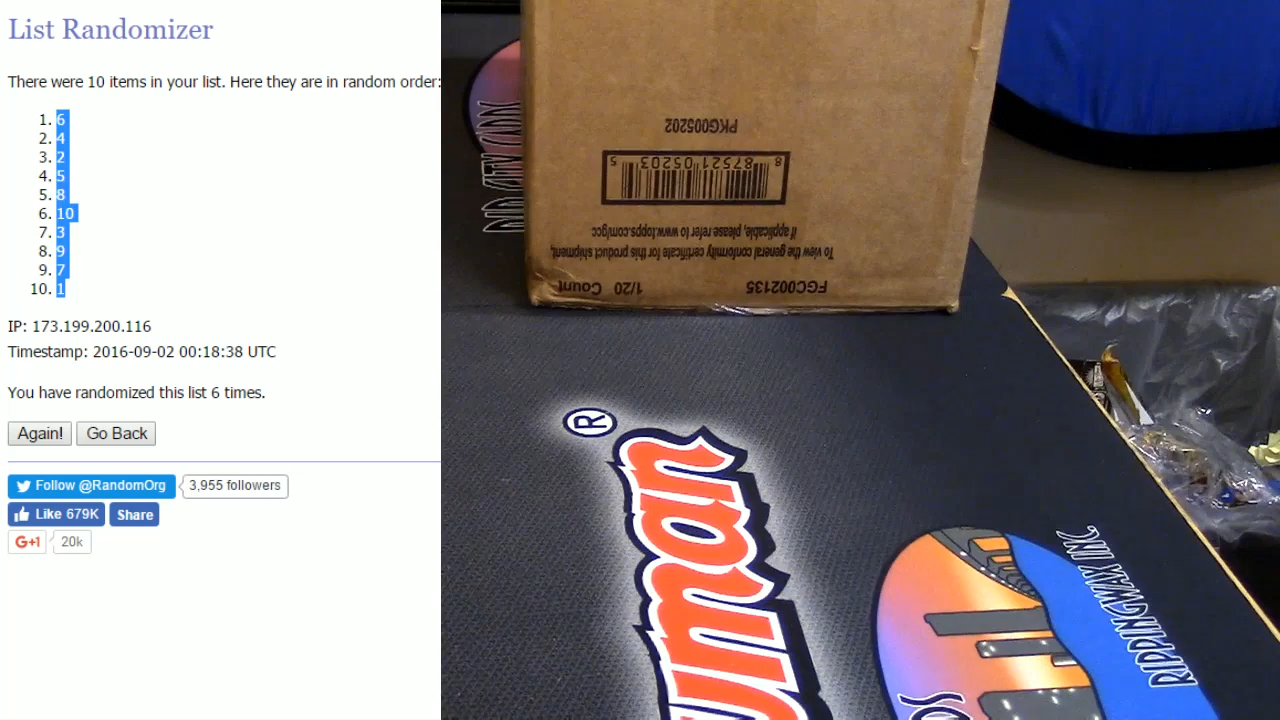 List Randomizer
There were 10 items in your list. Here they are in random order:
1. 6
2. 4
3. 2
4. 5
5. 8
6. 10
7. 3
8. 9
9. 7
10. 1
IP: 173.199.200.116
Timestamp: 2016-09-02 00:18:38 UTC
You have randomized this list 6 times.
Again! Go Back
Follow @RandomOrg 3,955 followers
Like 679K Share
G+1 20k
FGC002135 1/20 Count
To view the general conformity certificate for this product shipment,
if applicable, please refer to www.topps.com/gcc
8 87521 05203 5
PKG005202
®
RIPPINGWAX INC.